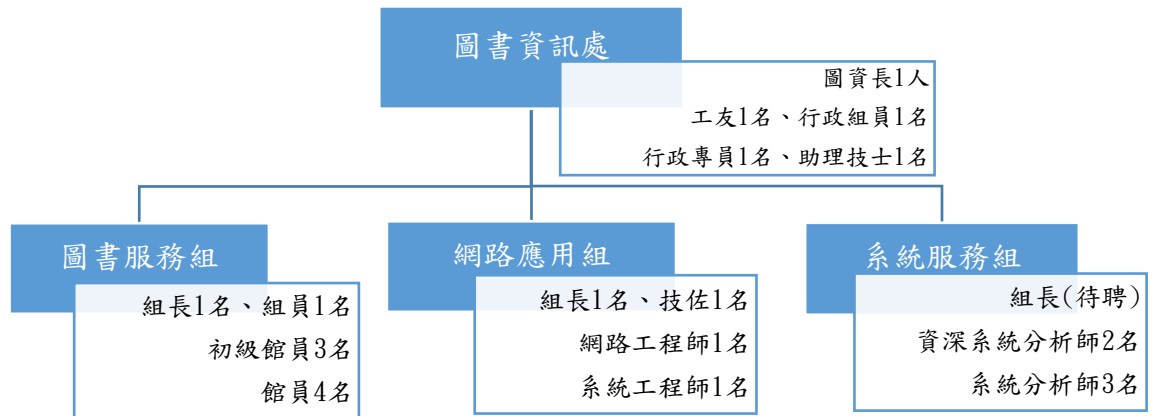 圖書資訊處
圖資長1人
工友1名、行政組員1名
行政專員1名、助理技士1名
圖書服務組
組長1名、組員1名
初級館員3名
館員4名
網路應用組
組長1名、技佐1名
網路工程師1名
系統工程師1名
系統服務組
組長(待聘)
資深系統分析師2名
系統分析師3名